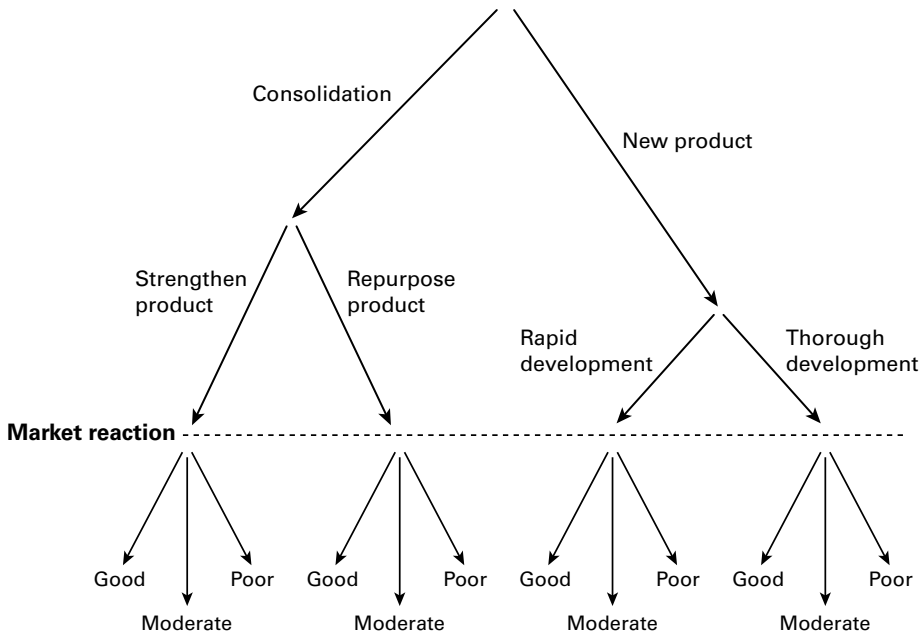 Consolidation
New product
Strengthen
product
Repurpose
product
Rapid
development
Thorough
development
Market reaction
Good
Poor
Good
Poor
Good
Poor
Good
Poor
Moderate
Moderate
Moderate
Moderate